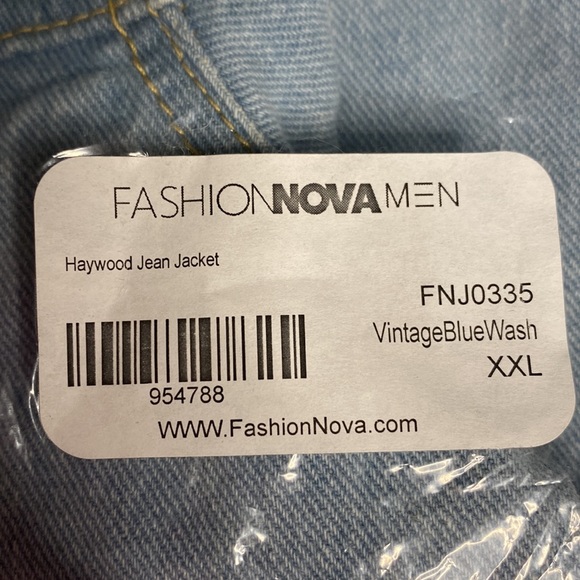 FASHIONNOVAMEN
Haywood Jean Jacket
FNJ0335
VintageBlueWash
XXL
954788
WWW.FashionNova.com